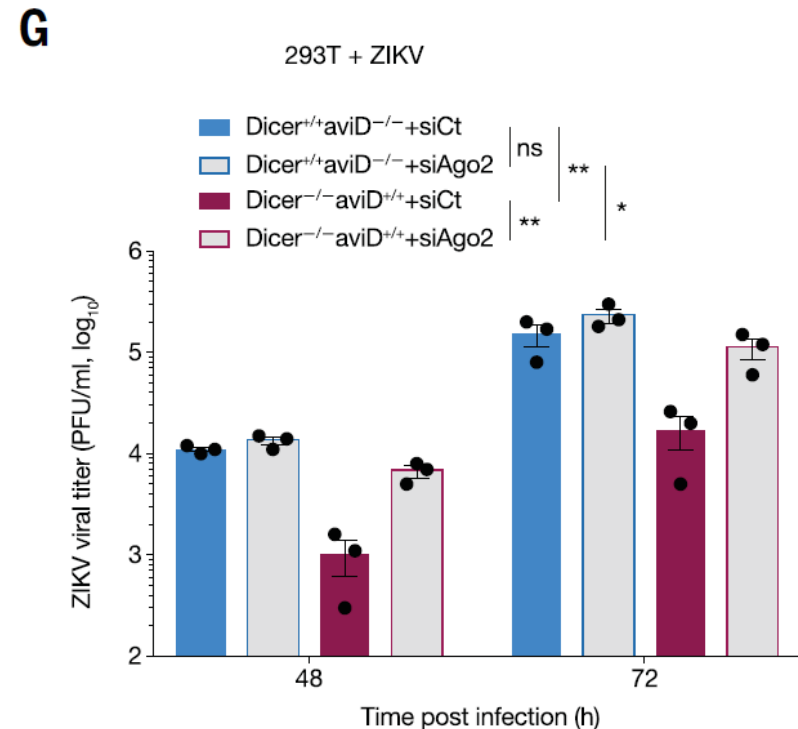 G
293T + ZIKV
Dicer⁺/⁺aviD⁻/⁻+siCt
Dicer⁺/⁺aviD⁻/⁻+siAgo2
Dicer⁻/⁻aviD⁺/⁺+siCt
Dicer⁻/⁻aviD⁺/⁺+siAgo2
ns
**
**
*
ZIKV viral titer (PFU/ml, log₁₀)
6
5
4
3
2
48 72
Time post infection (h)